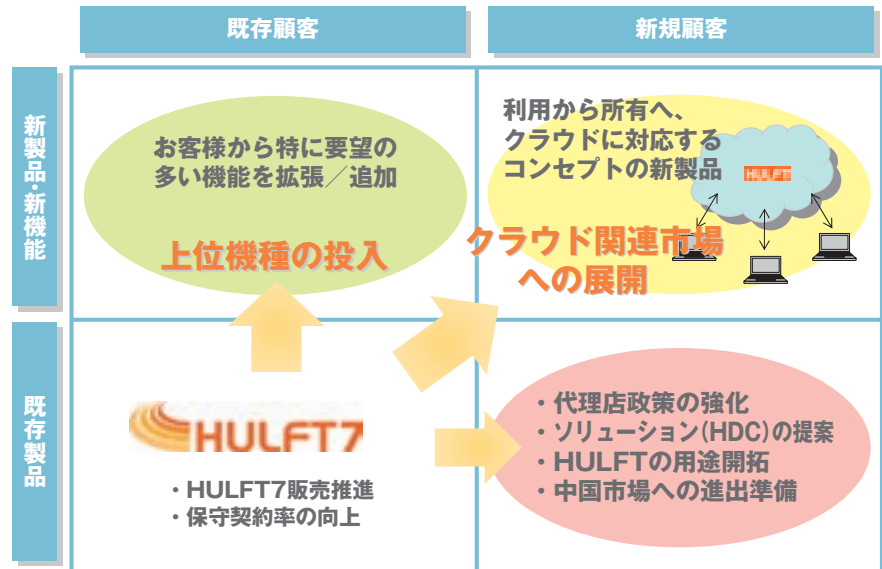 既存顧客
新規顧客
新製品・新機能
お客様から特に要望の
多い機能を拡張／追加
上位機種の投入
利用から所有へ、
クラウドに対応する
コンセプトの新製品
HULFT
クラウド関連市場
への展開
既存製品
HULFT7
・HULFT7販売推進
・保守契約率の向上
・代理店政策の強化
・ソリューション(HDC)の提案
・HULFTの用途開拓
・中国市場への進出準備